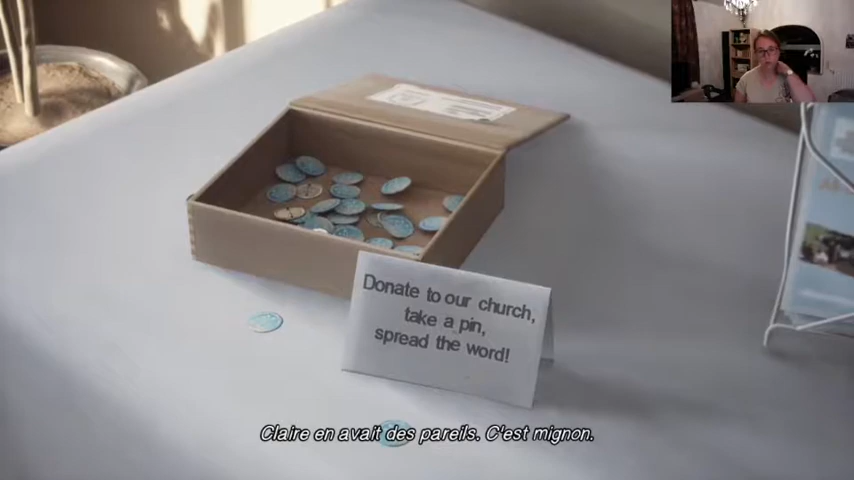 Donate to our church,
take a pin,
spread the word!
Claire en avait des pareils. C'est mignon.